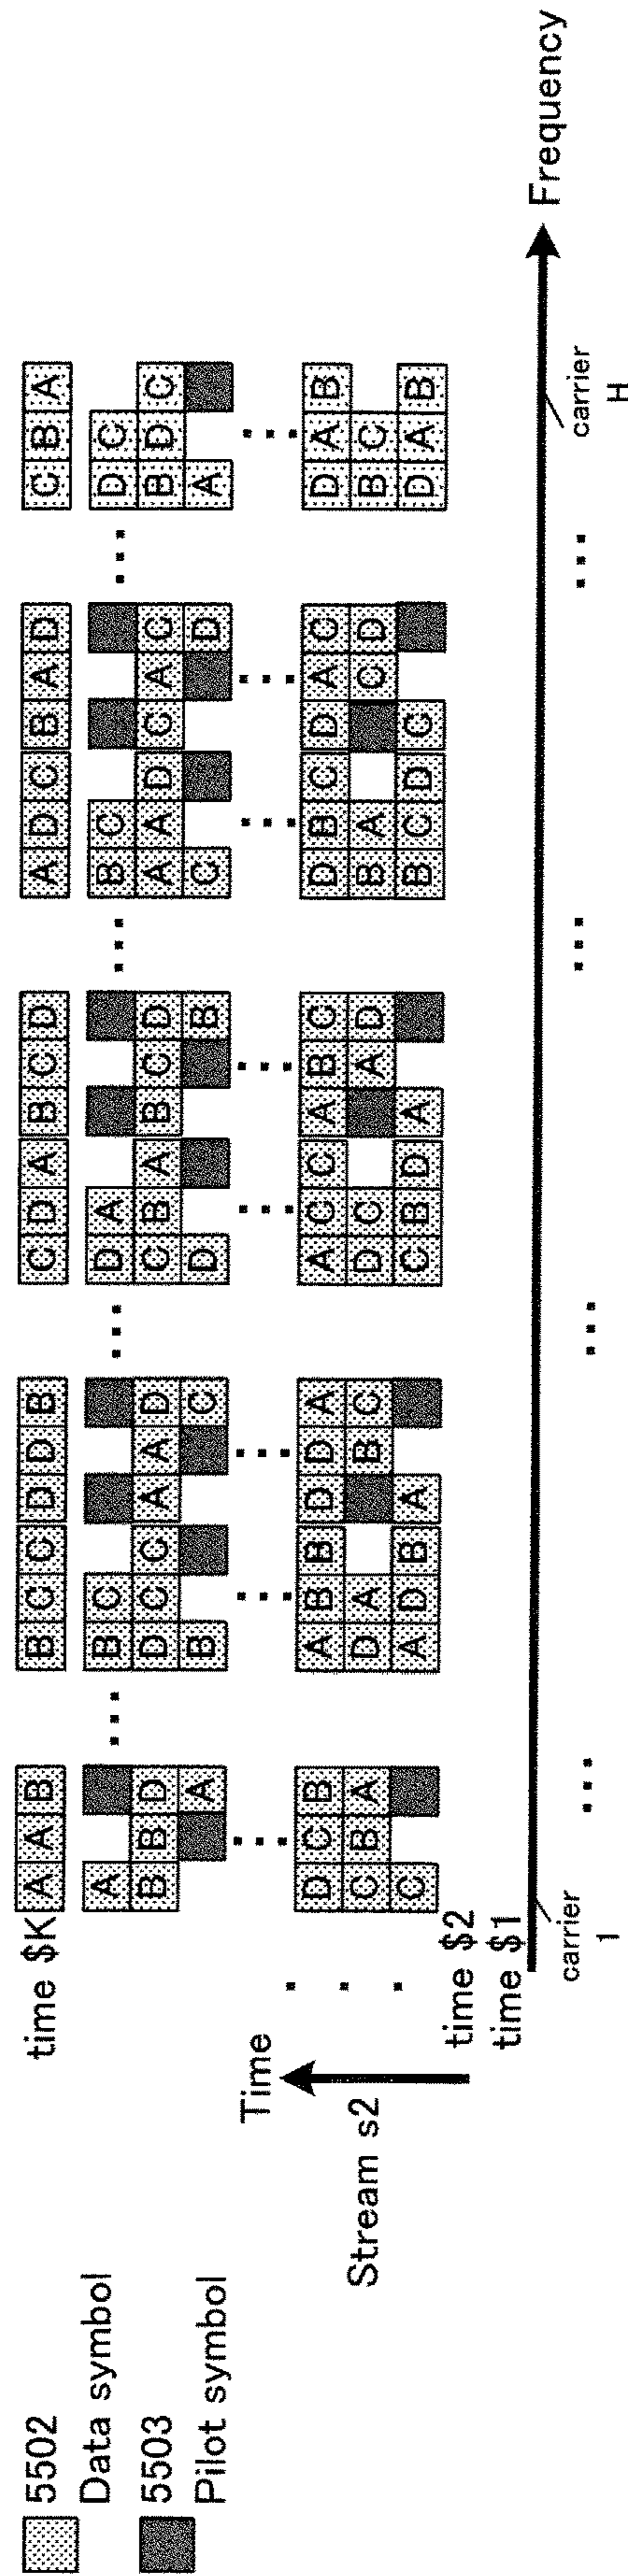 5502
Data symbol
5503
Pilot symbol
Time
Stream s2
time $K
A A B B C C D D B C D A B C D A D C B A D C B A
A B C D A B C D C
B B D D C C A A D C B A B C D A A D C A C B D C
A B C D B C D A
D C B A B B D D A A C C A B C D B C D A C D A B
C B A D A B C D C A D B A C D B C
C A D B A C B D A B C D C D A B
time $2
time $1
carrier
1
carrier
H
Frequency